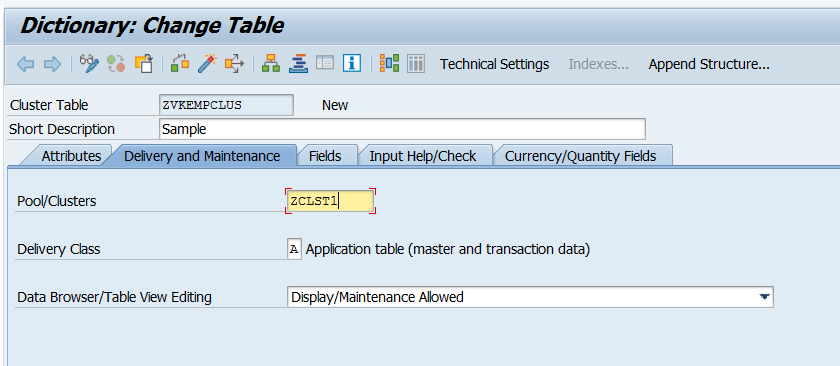 Dictionary: Change Table
Technical Settings Indexes... Append Structure...
Cluster Table ZVKEMPCLUS New
Short Description Sample
Attributes Delivery and Maintenance Fields Input Help/Check Currency/Quantity Fields
Pool/Clusters ZCLST1
Delivery Class A Application table (master and transaction data)
Data Browser/Table View Editing Display/Maintenance Allowed